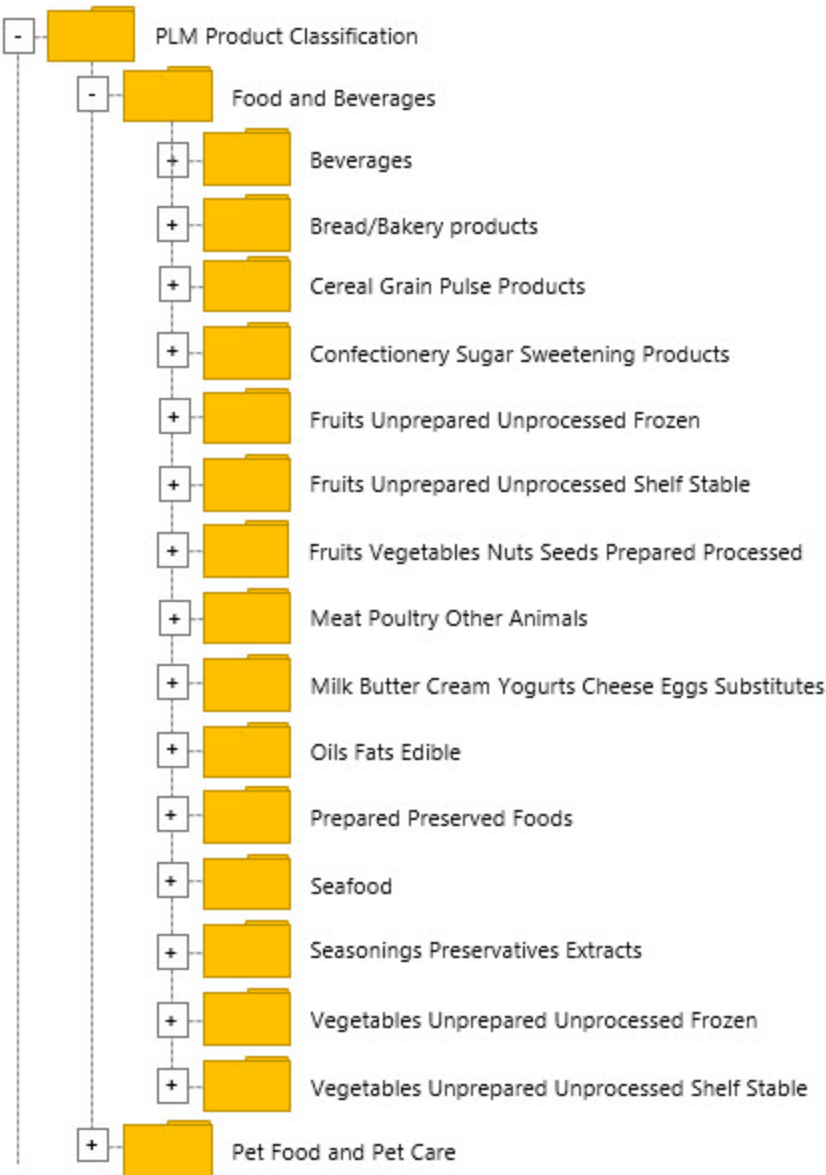 PLM Product Classification
Food and Beverages
Beverages
Bread/Bakery products
Cereal Grain Pulse Products
Confectionery Sugar Sweetening Products
Fruits Unprepared Unprocessed Frozen
Fruits Unprepared Unprocessed Shelf Stable
Fruits Vegetables Nuts Seeds Prepared Processed
Meat Poultry Other Animals
Milk Butter Cream Yogurts Cheese Eggs Substitutes
Oils Fats Edible
Prepared Preserved Foods
Seafood
Seasonings Preservatives Extracts
Vegetables Unprepared Unprocessed Frozen
Vegetables Unprepared Unprocessed Shelf Stable
Pet Food and Pet Care